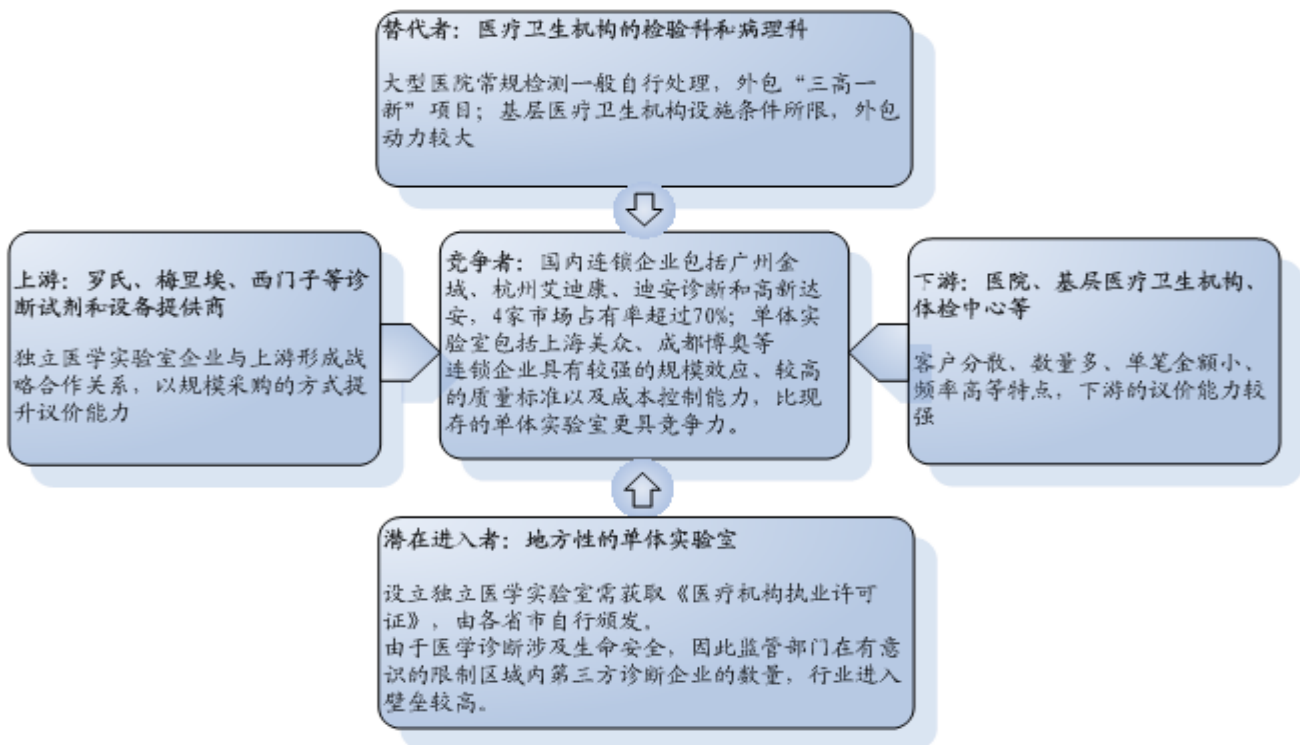 替代者：医疗卫生机构的检验科和病理科
大型医院常规检测一般自行处理，外包“三高一
新”项目；基层医疗卫生机构设施条件所限，外包
动力较大
上游：罗氏、梅里埃、西门子等诊
断试剂和设备提供商
独立医学实验室企业与上游形成战
略合作关系，以规模采购的方式提
升议价能力
竞争者：国内连锁企业包括广州金
域、杭州艾迪康、迪安诊断和高新达
安，4家市场占有率超过70%；单体实
验室包括上海美众、成都博奥等
连锁企业具有较强的规模效应、较高
的质量标准以及成本控制能力，比现
存的单体实验室更具竞争力。
下游：医院、基层医疗卫生机构、
体检中心等
客户分散、数量多、单笔金额小、
频率高等特点，下游的议价能力较
强
潜在进入者：地方性的单体实验室
设立独立医学实验室需获取《医疗机构执业许可
证》，由各省市自行颁发。
由于医学诊断涉及生命安全，因此监管部门在有意
识的限制区域内第三方诊断企业的数量，行业进入
壁垒较高。